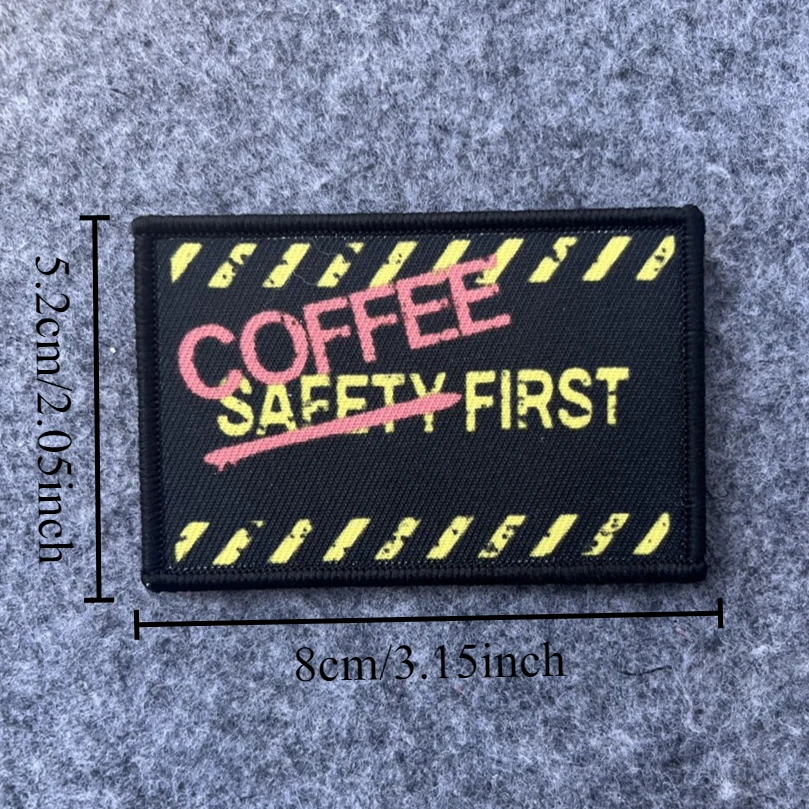 COFFEE
SAFETY FIRST
5.2cm/2.05inch
8cm/3.15inch